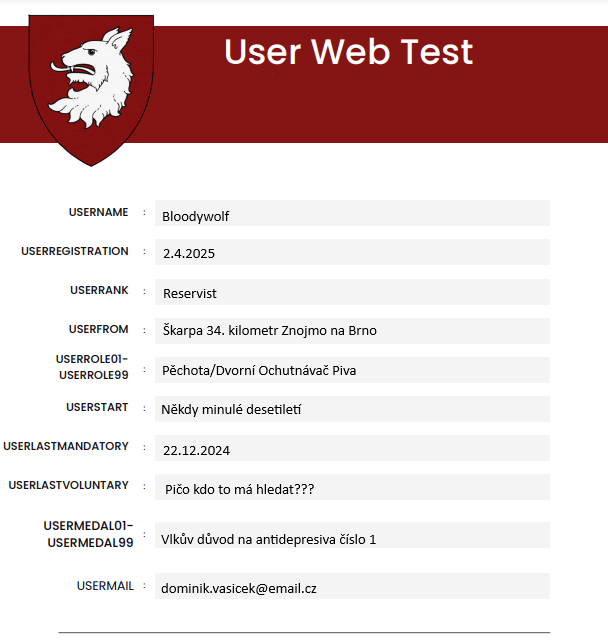 User Web Test
USERNAME : Bloodywolf
USERREGISTRATION : 2.4.2025
USERRANK : Reservist
USERFROM : Škarpa 34. kilometr Znojmo na Brno
USERROLE01-
USERROLE99 : Pěchota/Dvorní Ochutnávač Piva
USERSTART : Někdy minulé desetiletí
USERLASTMANDATORY : 22.12.2024
USERLASTVOLUNTARY : Pičo kdo to má hledat???
USERMEDAL01-
USERMEDAL99 : Vlkův důvod na antidepresiva číslo 1
USERMAIL : dominik.vasicek@email.cz